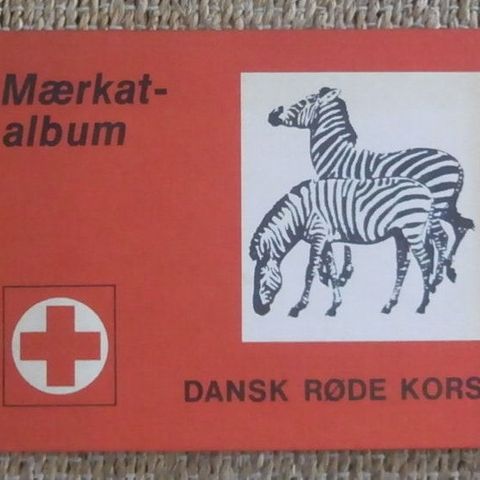 Mærkat-
album
DANSK RØDE KORS